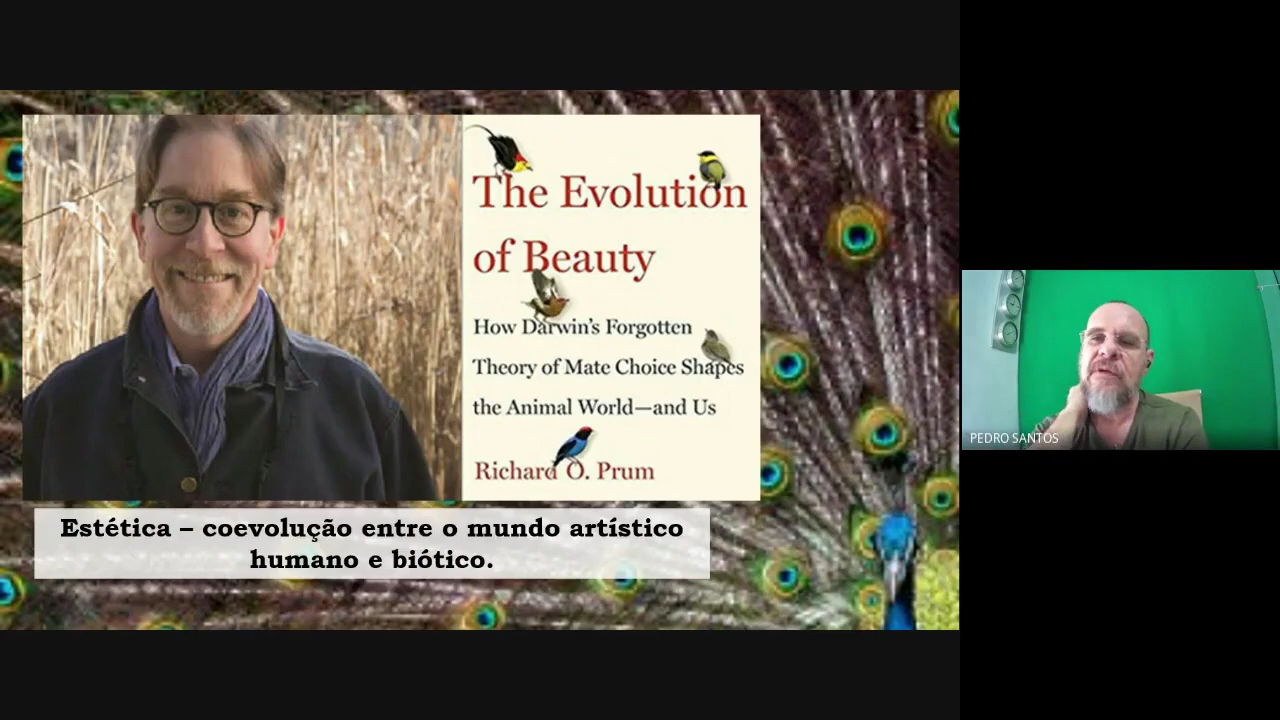 The Evolution
of Beauty
How Darwin's Forgotten
Theory of Mate Choice Shapes
the Animal World—and Us
Richard O. Prum
Estética – coevolução entre o mundo artístico
humano e biótico.
PEDRO SANTOS